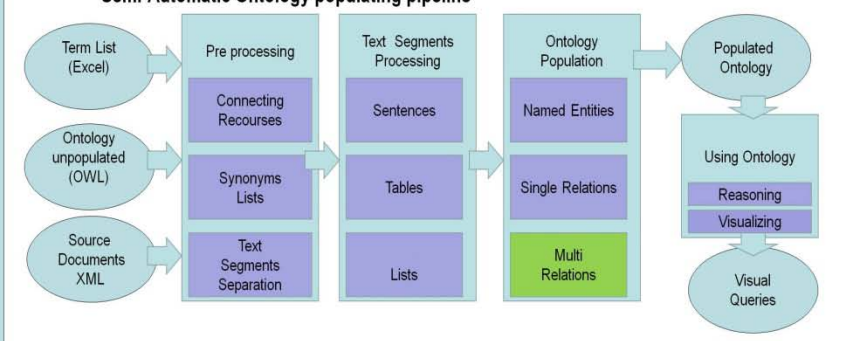 Semi-Automatic Ontology populating pipeline
Term List
(Excel)
Ontology
unpopulated
(OWL)
Source
Documents
XML
Pre processing
Connecting
Recourses
Synonyms
Lists
Text
Segments
Separation
Text Segments
Processing
Sentences
Tables
Lists
Ontology
Population
Named Entities
Single Relations
Multi
Relations
Populated
Ontology
Using Ontology
Reasoning
Visualizing
Visual
Queries